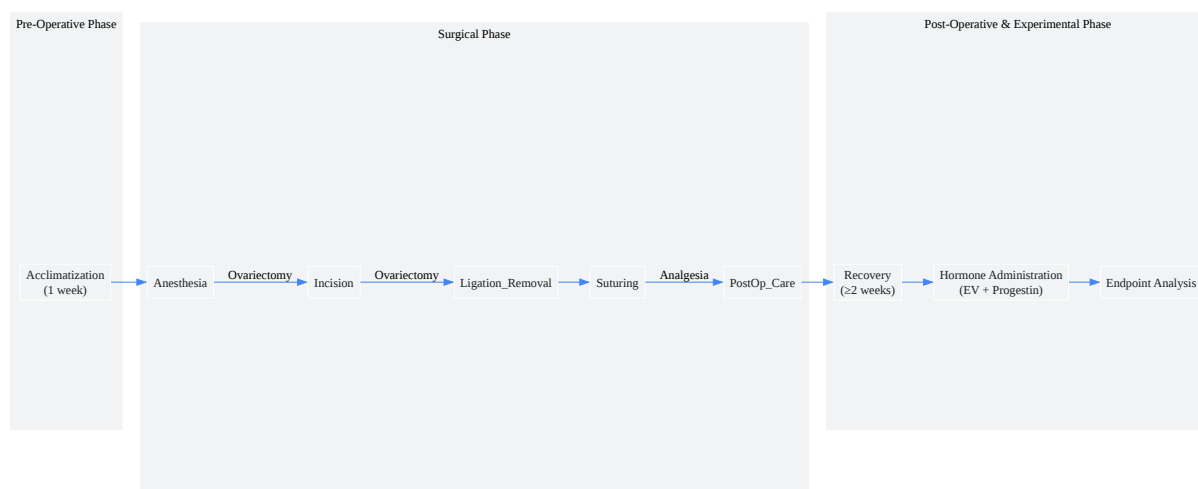 Pre-Operative Phase
Surgical Phase
Post-Operative & Experimental Phase
Acclimatization
(1 week)
Anesthesia
Ovariectomy
Incision
Ovariectomy
Ligation_Removal
Suturing
Analgesia
PostOp_Care
Recovery
(≥2 weeks)
Hormone Administration
(EV + Progestin)
Endpoint Analysis